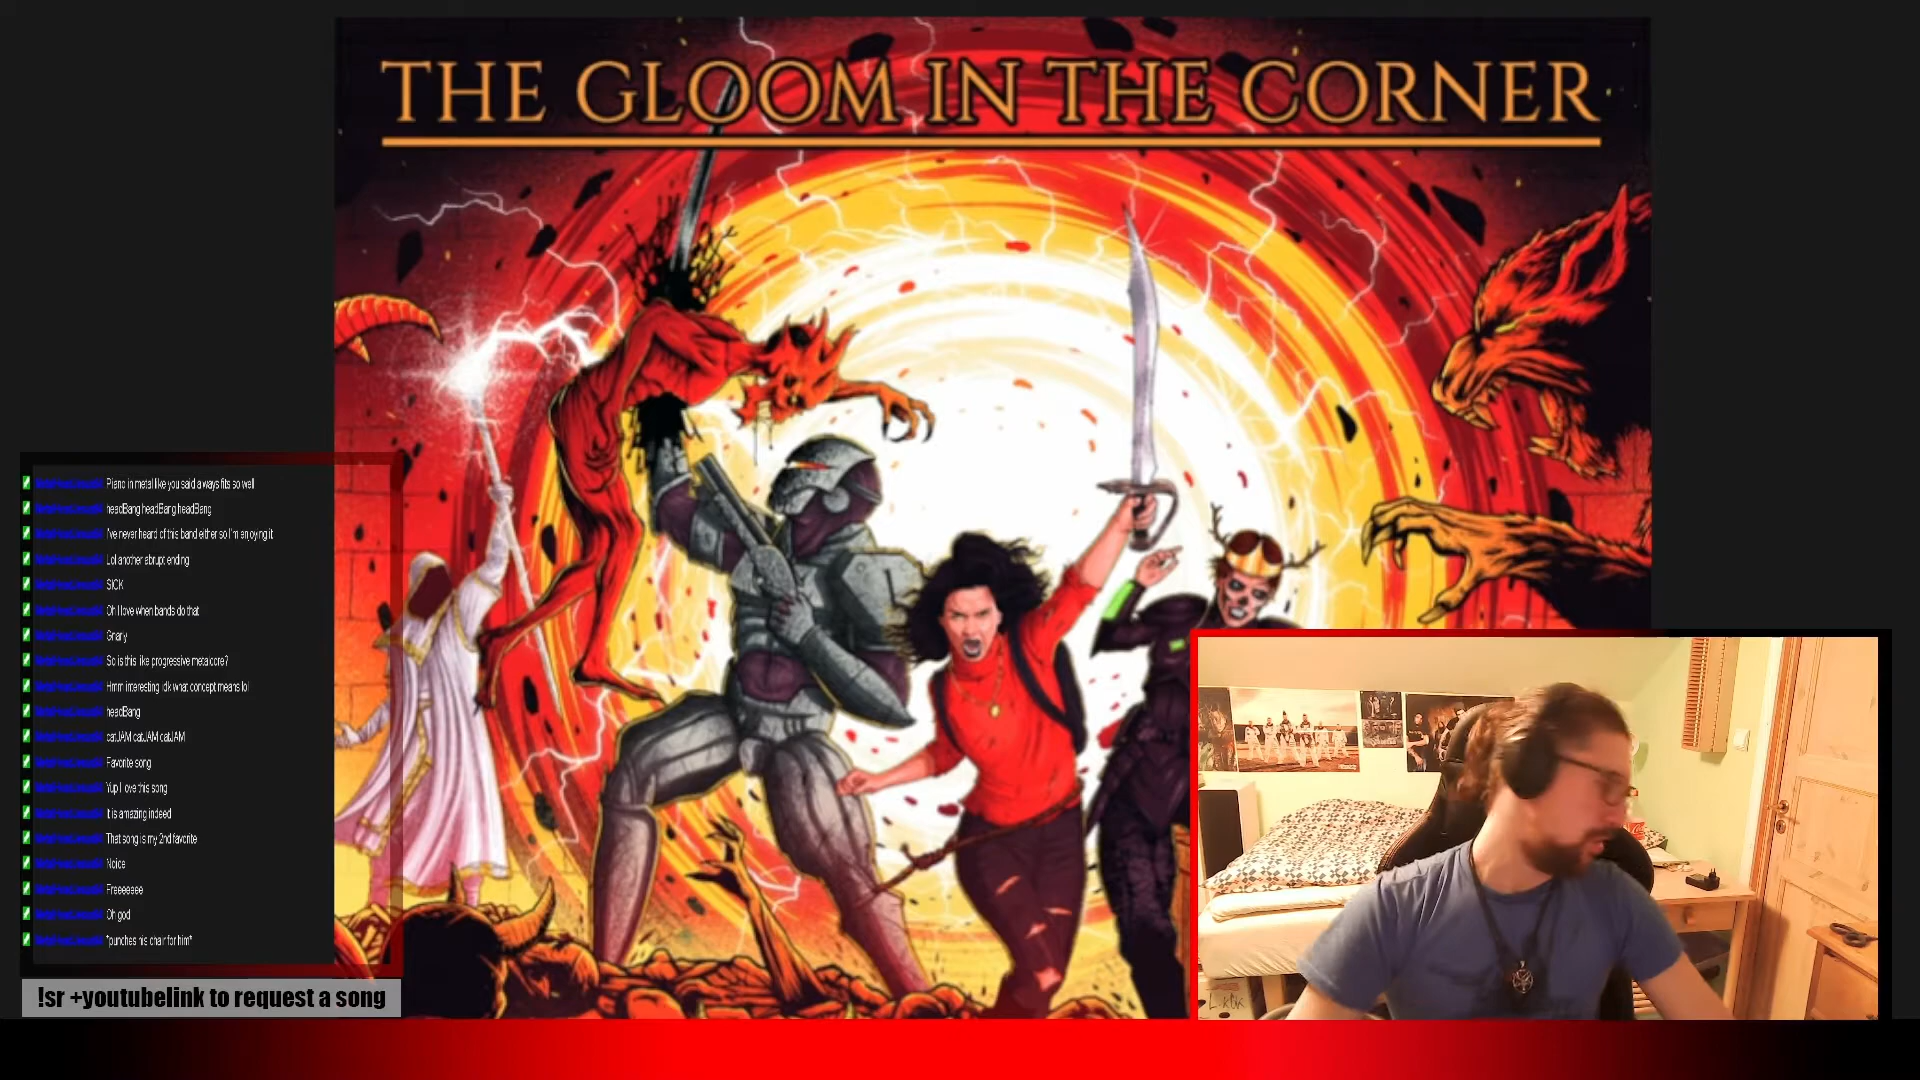 THE GLOOM IN THE CORNER
Piano in metal like you said always fits so well
headBang headBang headBang
I've never heard of this band either so I'm enjoying it
Lol another abrupt ending
SICK
Oh I love when bands do that
Gnarly
So is this like progressive metalcore?
Hmm interesting idk what concept means lol
headBang
catJAM catJAM catJAM
Favorite song
Yup I love this song
It is amazing indeed
That song is my 2nd favorite
Noice
Freeeeeee
Oh god
*punches his chair for him*
!sr +youtubelink to request a song